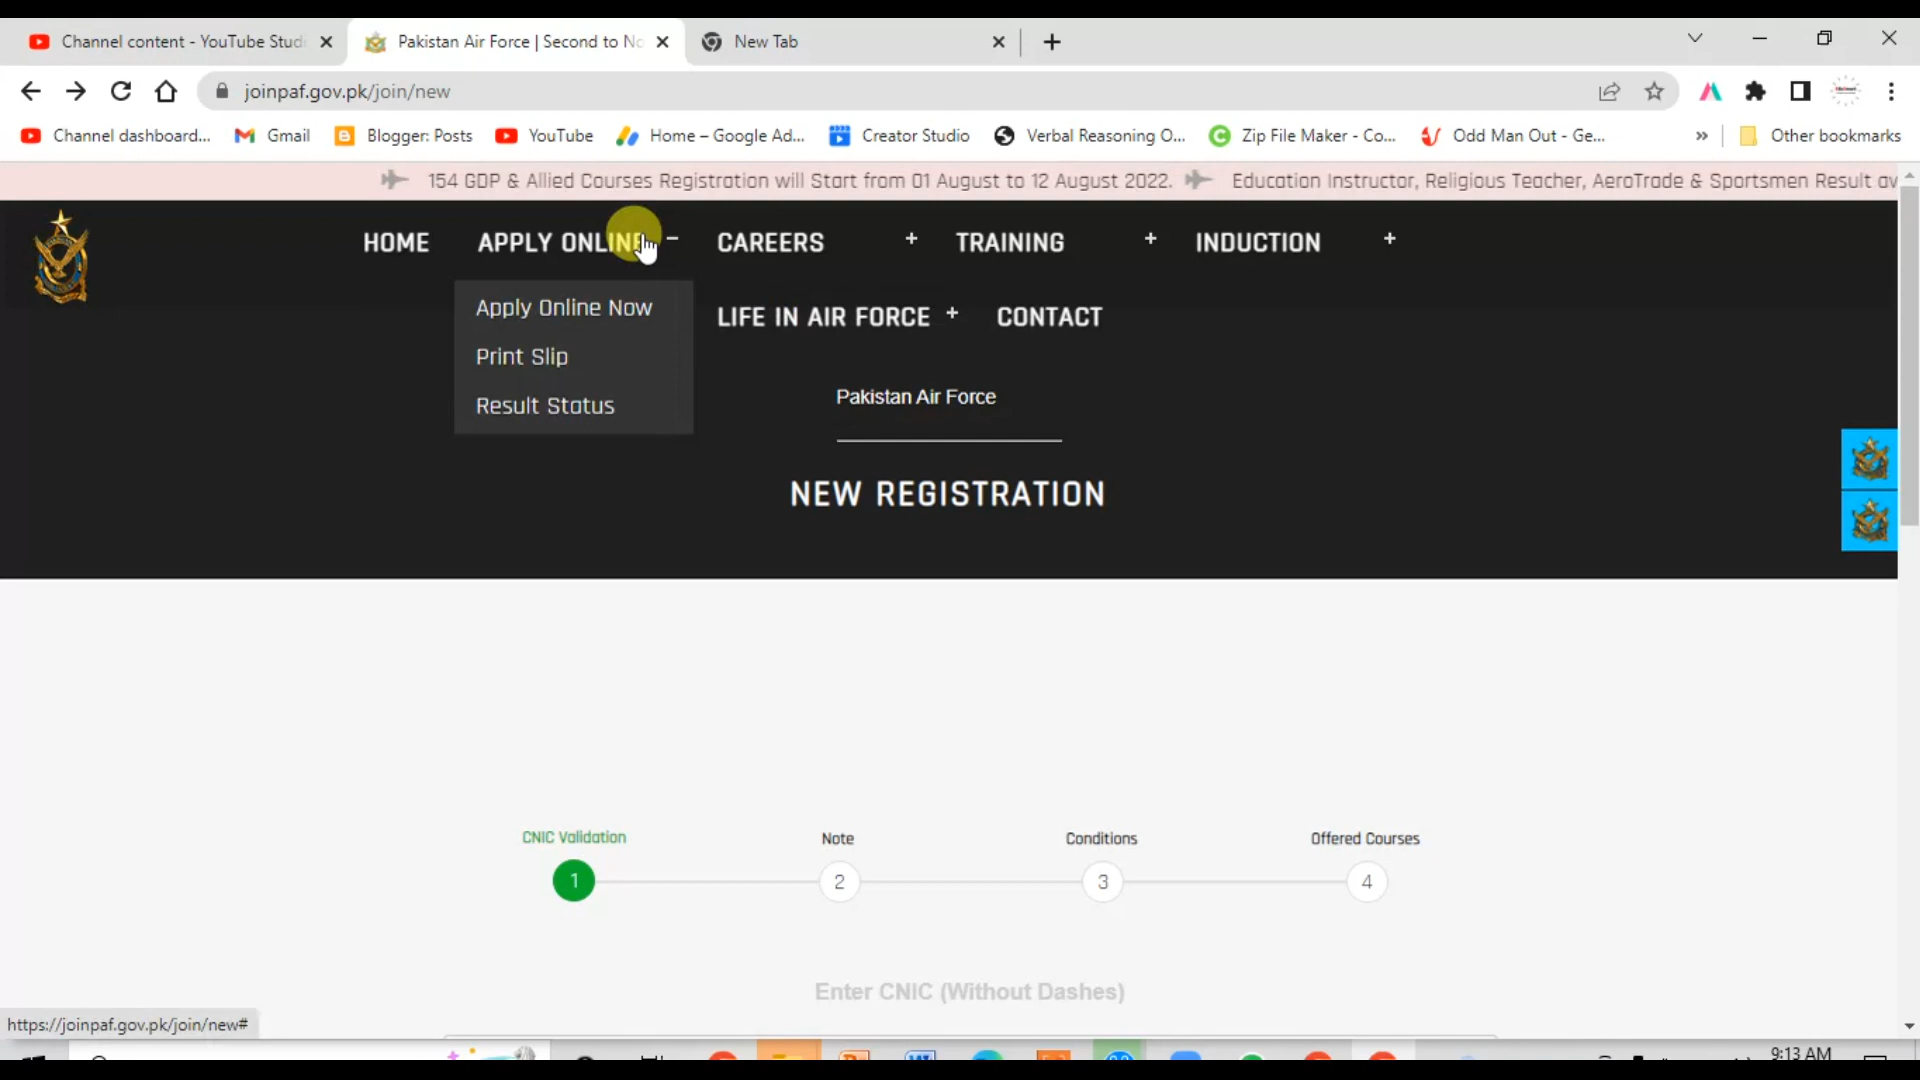 Channel content - YouTube Stud
Pakistan Air Force | Second to No
New Tab
joinpaf.gov.pk/join/new
Channel dashboard... Gmail Blogger: Posts YouTube Home – Google Ad... Creator Studio Verbal Reasoning O... Zip File Maker - Co... Odd Man Out - Ge... » Other bookmarks
154 GDP & Allied Courses Registration will Start from 01 August to 12 August 2022. Education Instructor, Religious Teacher, AeroTrade & Sportsmen Result av
HOME APPLY ONLINE - CAREERS + TRAINING + INDUCTION +
LIFE IN AIR FORCE + CONTACT
Apply Online Now
Print Slip
Result Status
Pakistan Air Force
NEW REGISTRATION
CNIC Validation Note Conditions Offered Courses
1 2 3 4
Enter CNIC (Without Dashes)
https://joinpaf.gov.pk/join/new#
9:13 AM